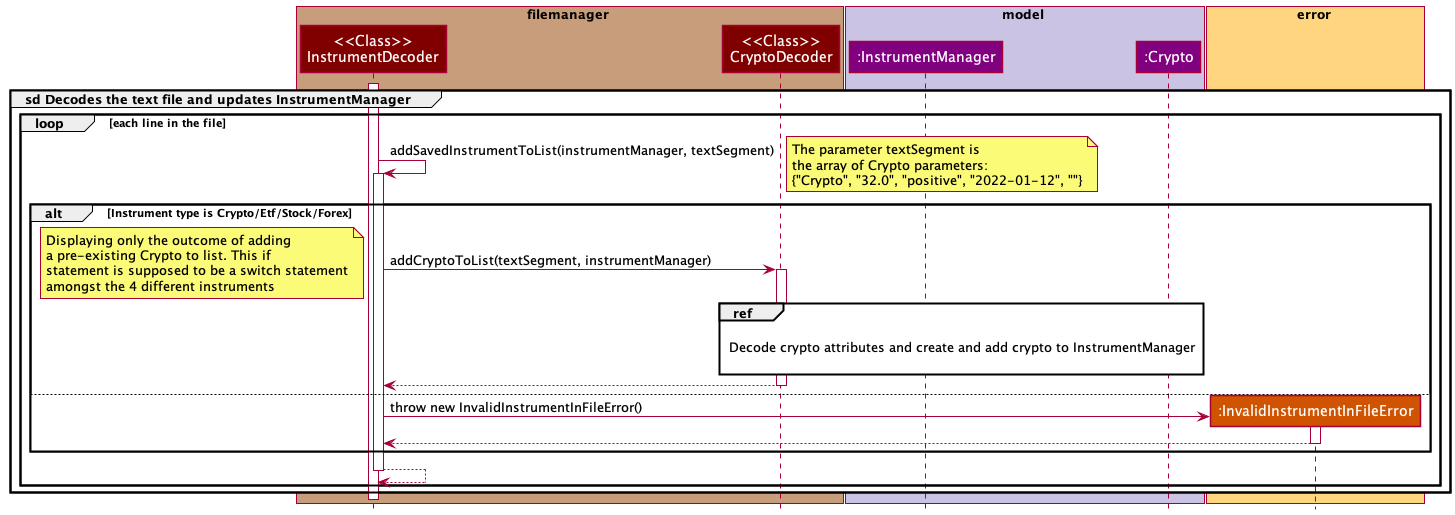 filemanager
model
error
<<Class>>
InstrumentDecoder
<<Class>>
CryptoDecoder
:InstrumentManager
:Crypto
sd Decodes the text file and updates InstrumentManager
loop
[each line in the file]
addSavedInstrumentToList(instrumentManager, textSegment)
The parameter textSegment is
the array of Crypto parameters:
{"Crypto", "32.0", "positive", "2022-01-12", ""}
alt
[Instrument type is Crypto/Etf/Stock/Forex]
Displaying only the outcome of adding
a pre-existing Crypto to list. This if
statement is supposed to be a switch statement
amongst the 4 different instruments
addCryptoToList(textSegment, instrumentManager)
ref
Decode crypto attributes and create and add crypto to InstrumentManager
throw new InvalidInstrumentInFileError()
:InvalidInstrumentInFileError